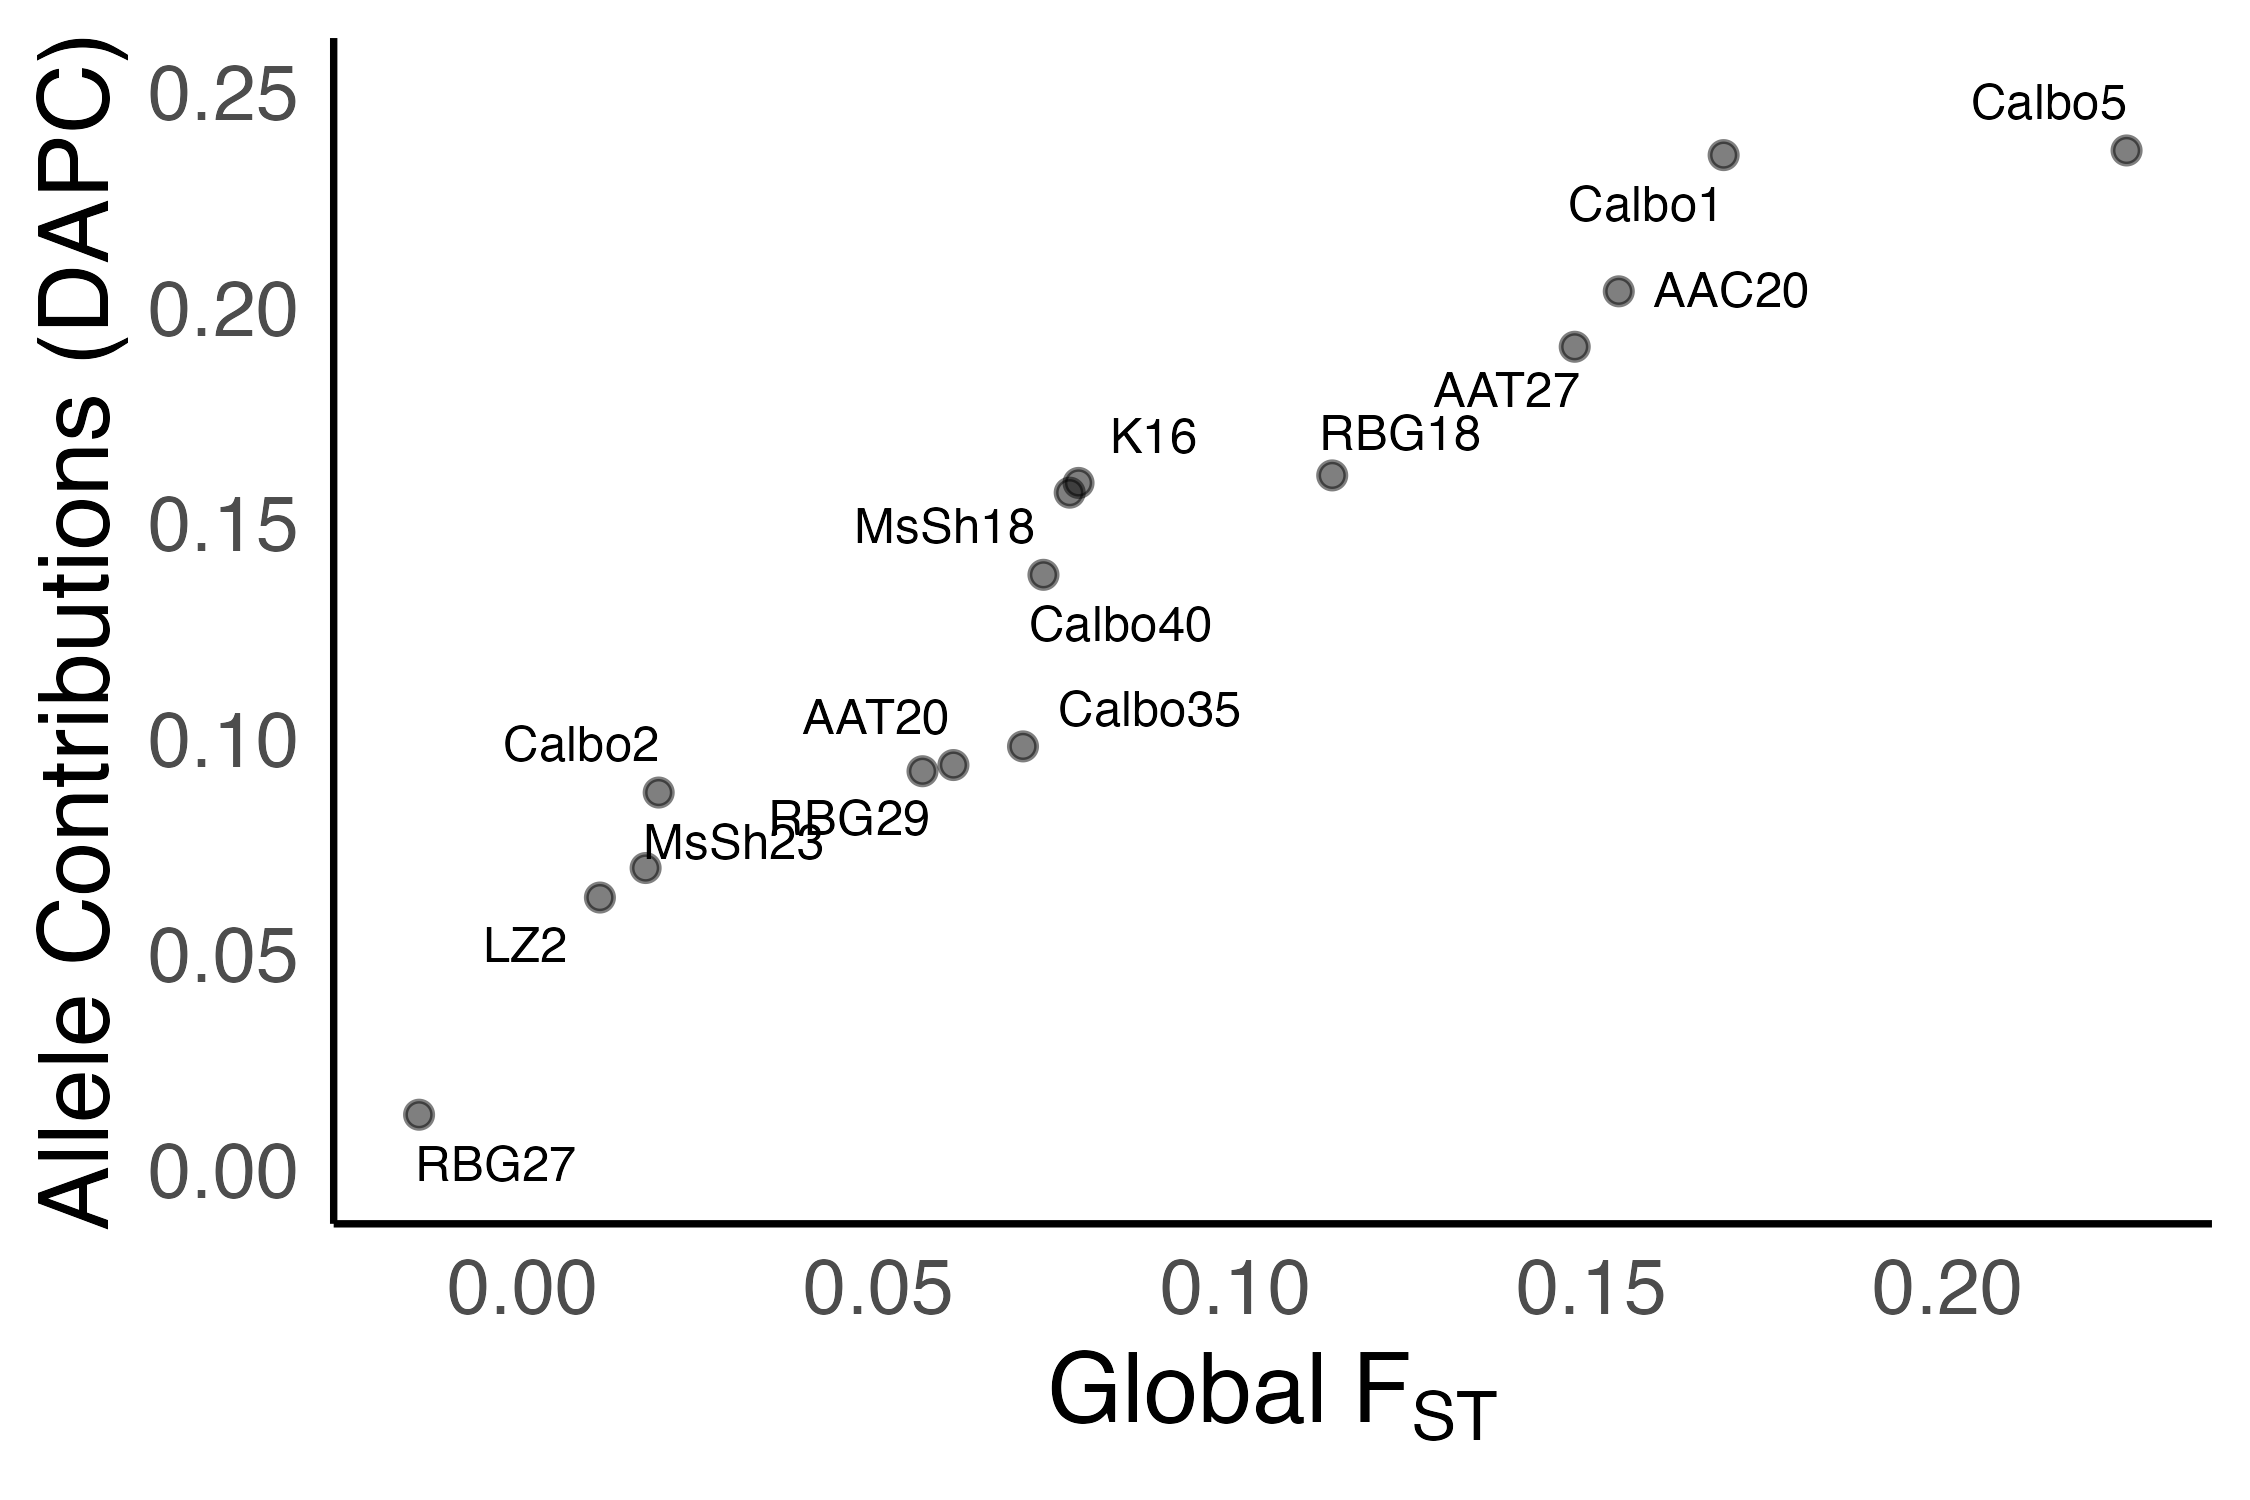 Allele Contributions (DAPC)
0.25
0.20
0.15
0.10
0.05
0.00
Calbo5
Calbo1
AAC20
AAT27
RBG18
K16
MsSh18
Calbo40
Calbo35
AAT20
Calbo2
RBG29
MsSh23
LZ2
RBG27
0.00 0.05 0.10 0.15 0.20
Global FST